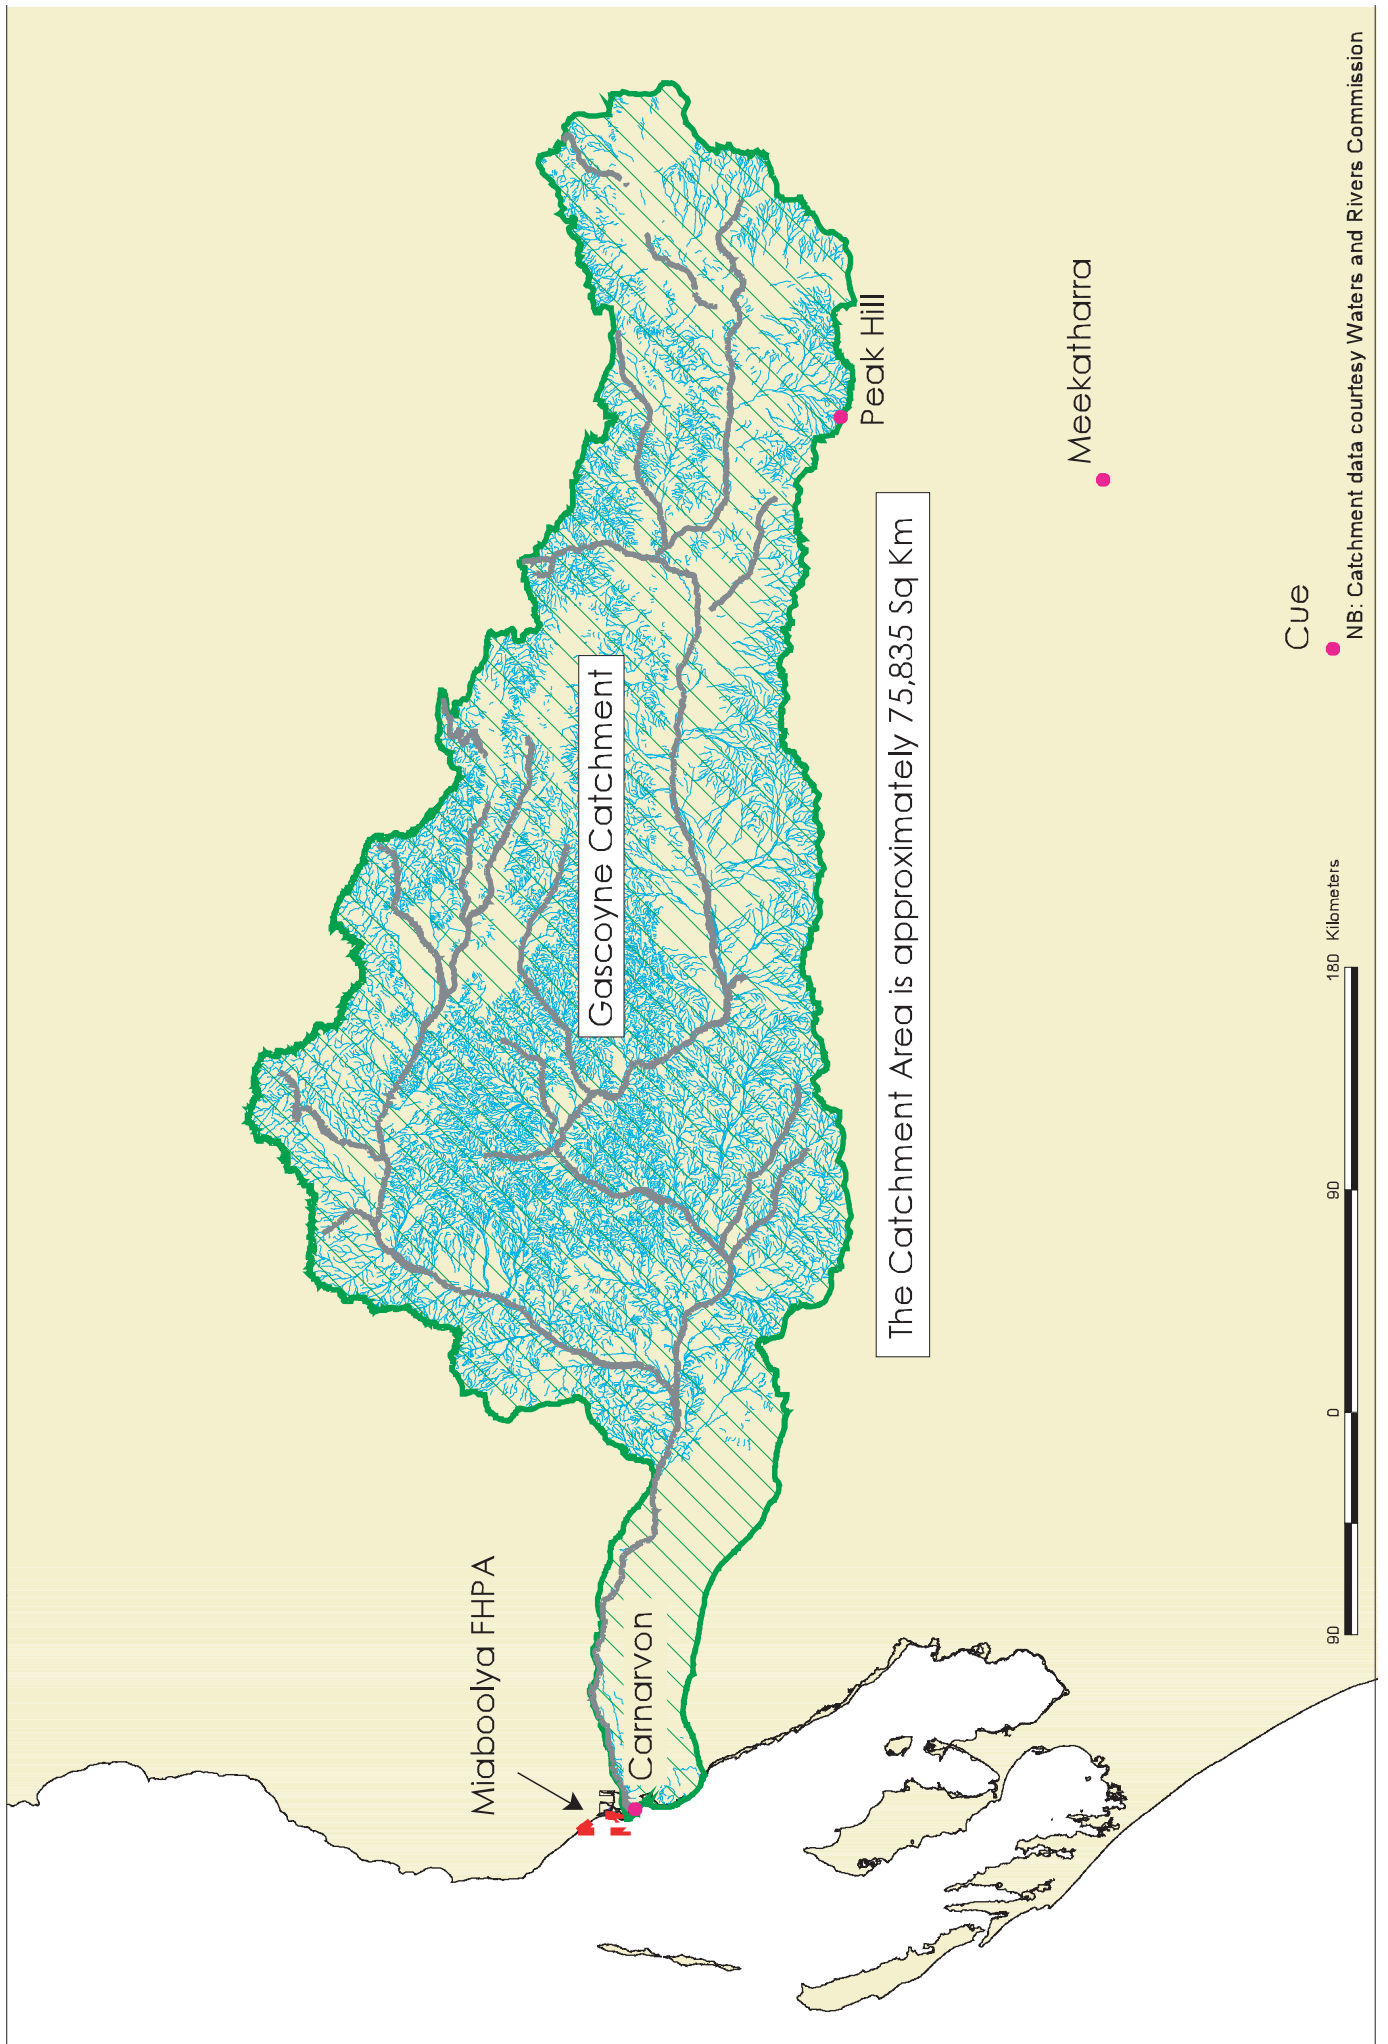 Miaboolya FHPA
Gascoyne Catchment
Carnarvon
Peak Hill
The Catchment Area is approximately 75,835 Sq Km
Meekatharra
Cue
90 0 90 180 Kilometers
NB: Catchment data courtesy Waters and Rivers Commission